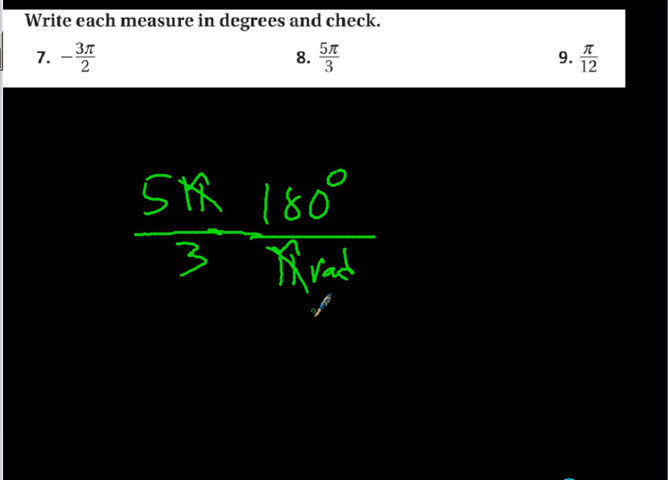 Write each measure in degrees and check.
7. −3π/2 8. 5π/3 9. π/12
5π 180°
3 π rad